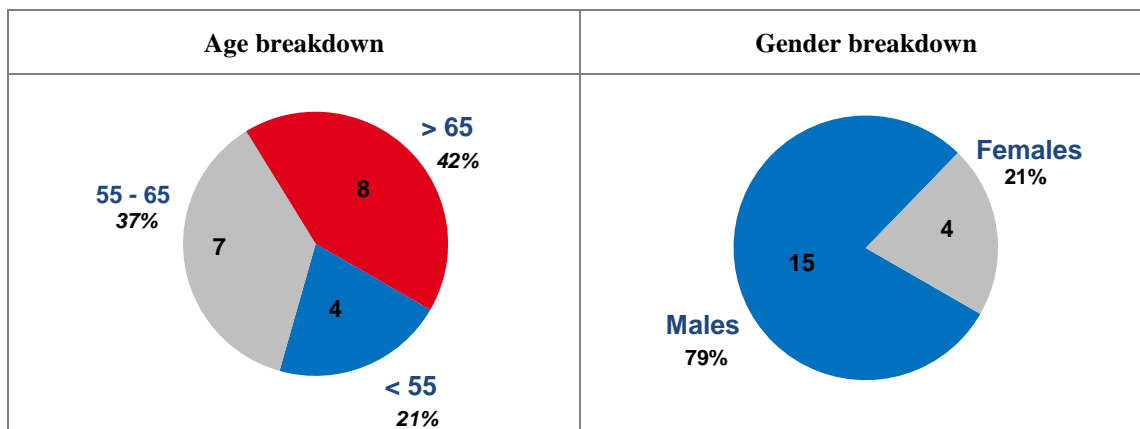 Age breakdown
Gender breakdown
> 65
42%
8
55 - 65
37%
7
4
< 55
21%
Females
21%
4
15
Males
79%